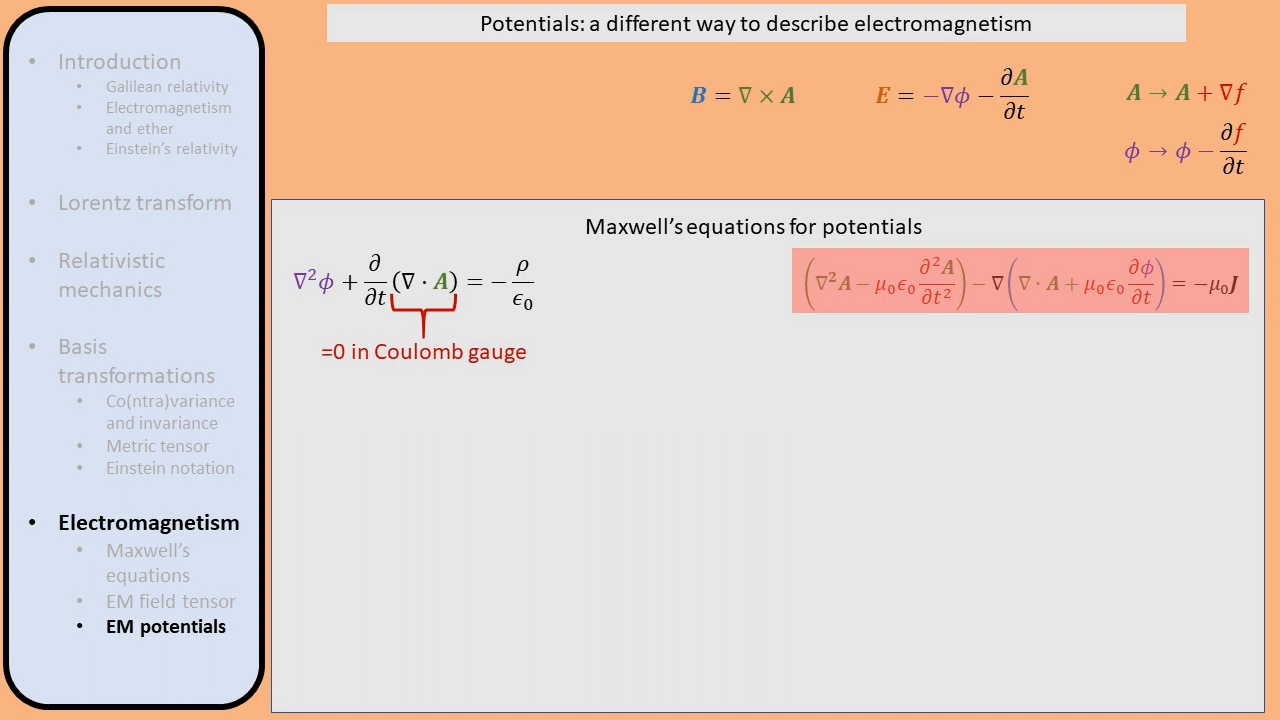 Potentials: a different way to describe electromagnetism
B = ∇ × A
E = −∇ϕ − ∂A/∂t
A → A + ∇f
ϕ → ϕ − ∂f/∂t
• Introduction
• Galilean relativity
• Electromagnetism
and ether
• Einstein’s relativity
• Lorentz transform
• Relativistic
mechanics
• Basis
transformations
• Co(ntra)variance
and invariance
• Metric tensor
• Einstein notation
• Electromagnetism
• Maxwell’s
equations
• EM field tensor
• EM potentials
Maxwell’s equations for potentials
∇²ϕ + ∂/∂t (∇ · A) = −ρ/ϵ₀
=0 in Coulomb gauge
(∇²A − μ₀ϵ₀ ∂²A/∂t²) − ∇(∇ · A + μ₀ϵ₀ ∂ϕ/∂t) = −μ₀J